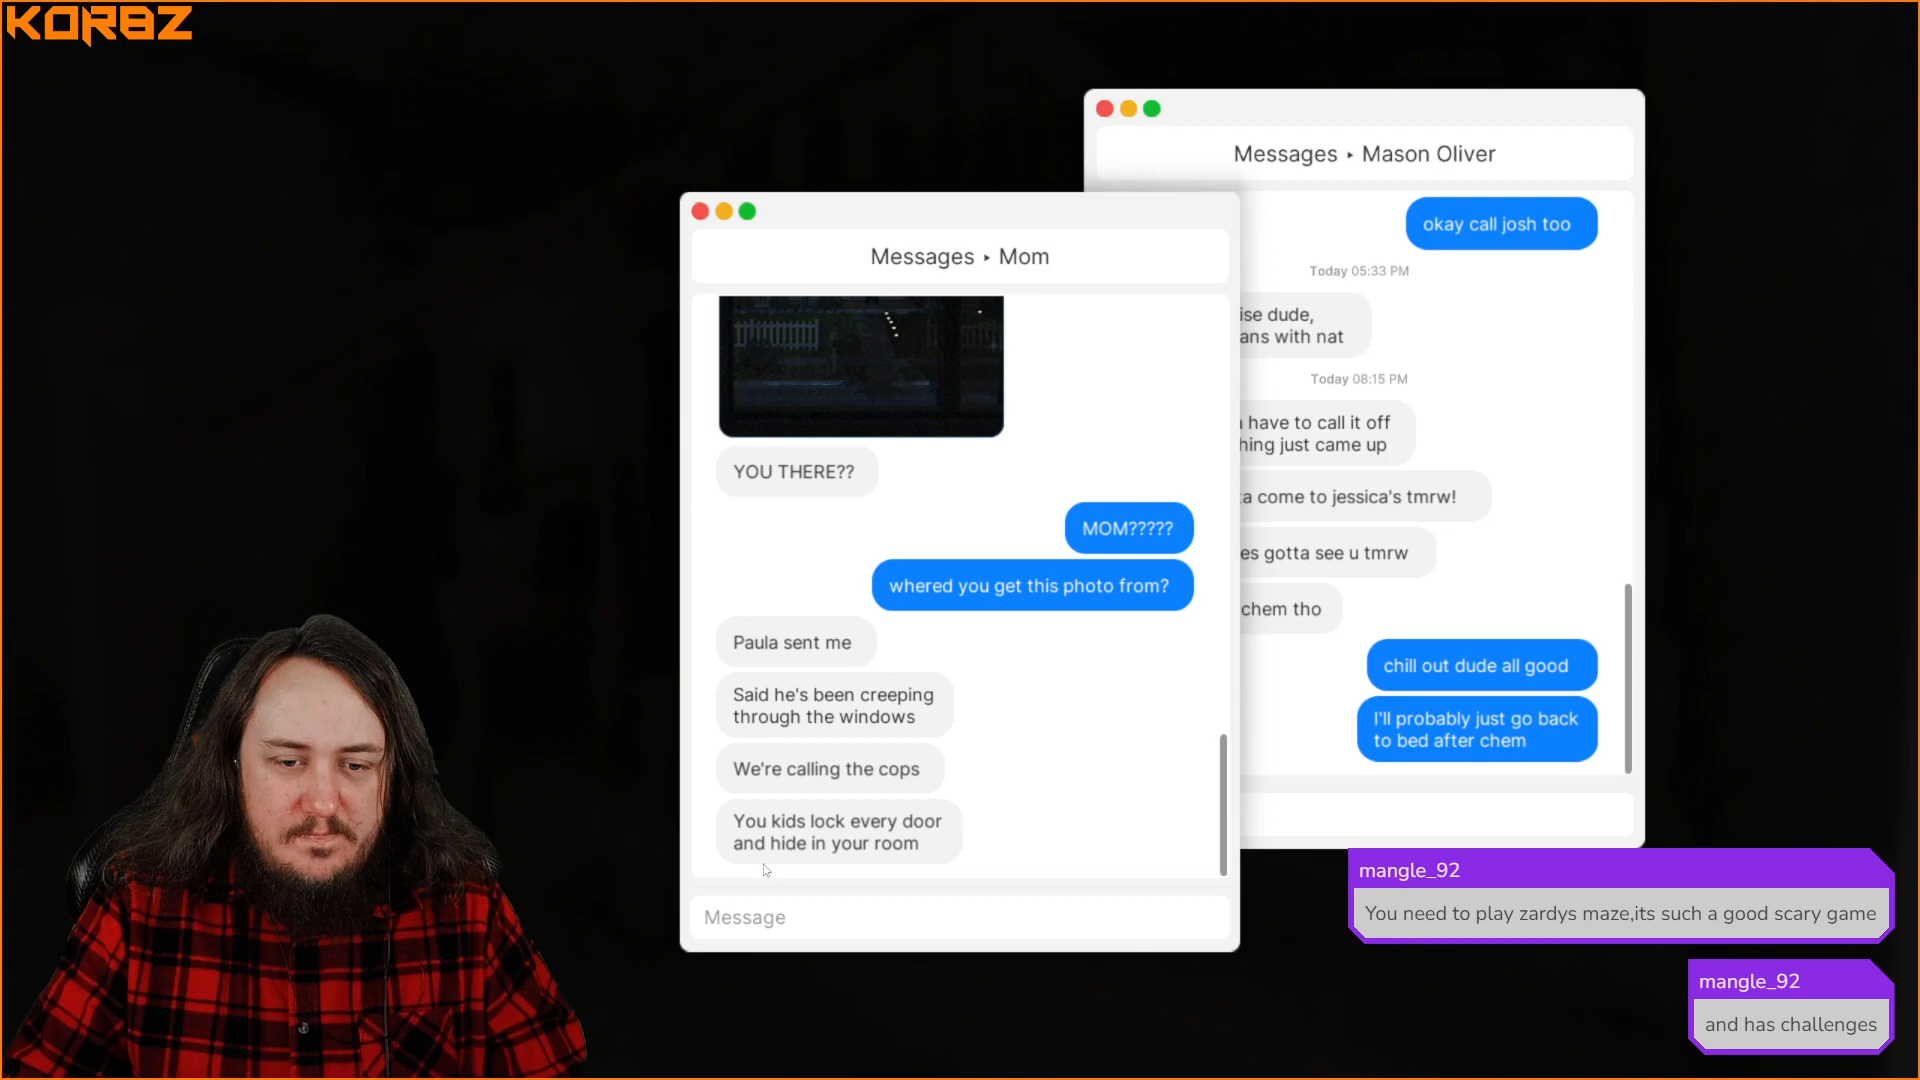 KORBZ
Messages ‣ Mason Oliver
okay call josh too
Today 05:33 PM
ise dude,
ans with nat
Today 08:15 PM
have to call it off
hing just came up
a come to jessica's tmrw!
es gotta see u tmrw
chem tho
chill out dude all good
I'll probably just go back
to bed after chem
Messages ‣ Mom
YOU THERE??
MOM?????
whered you get this photo from?
Paula sent me
Said he's been creeping
through the windows
We're calling the cops
You kids lock every door
and hide in your room
Message
mangle_92
You need to play zardys maze,its such a good scary game
mangle_92
and has challenges